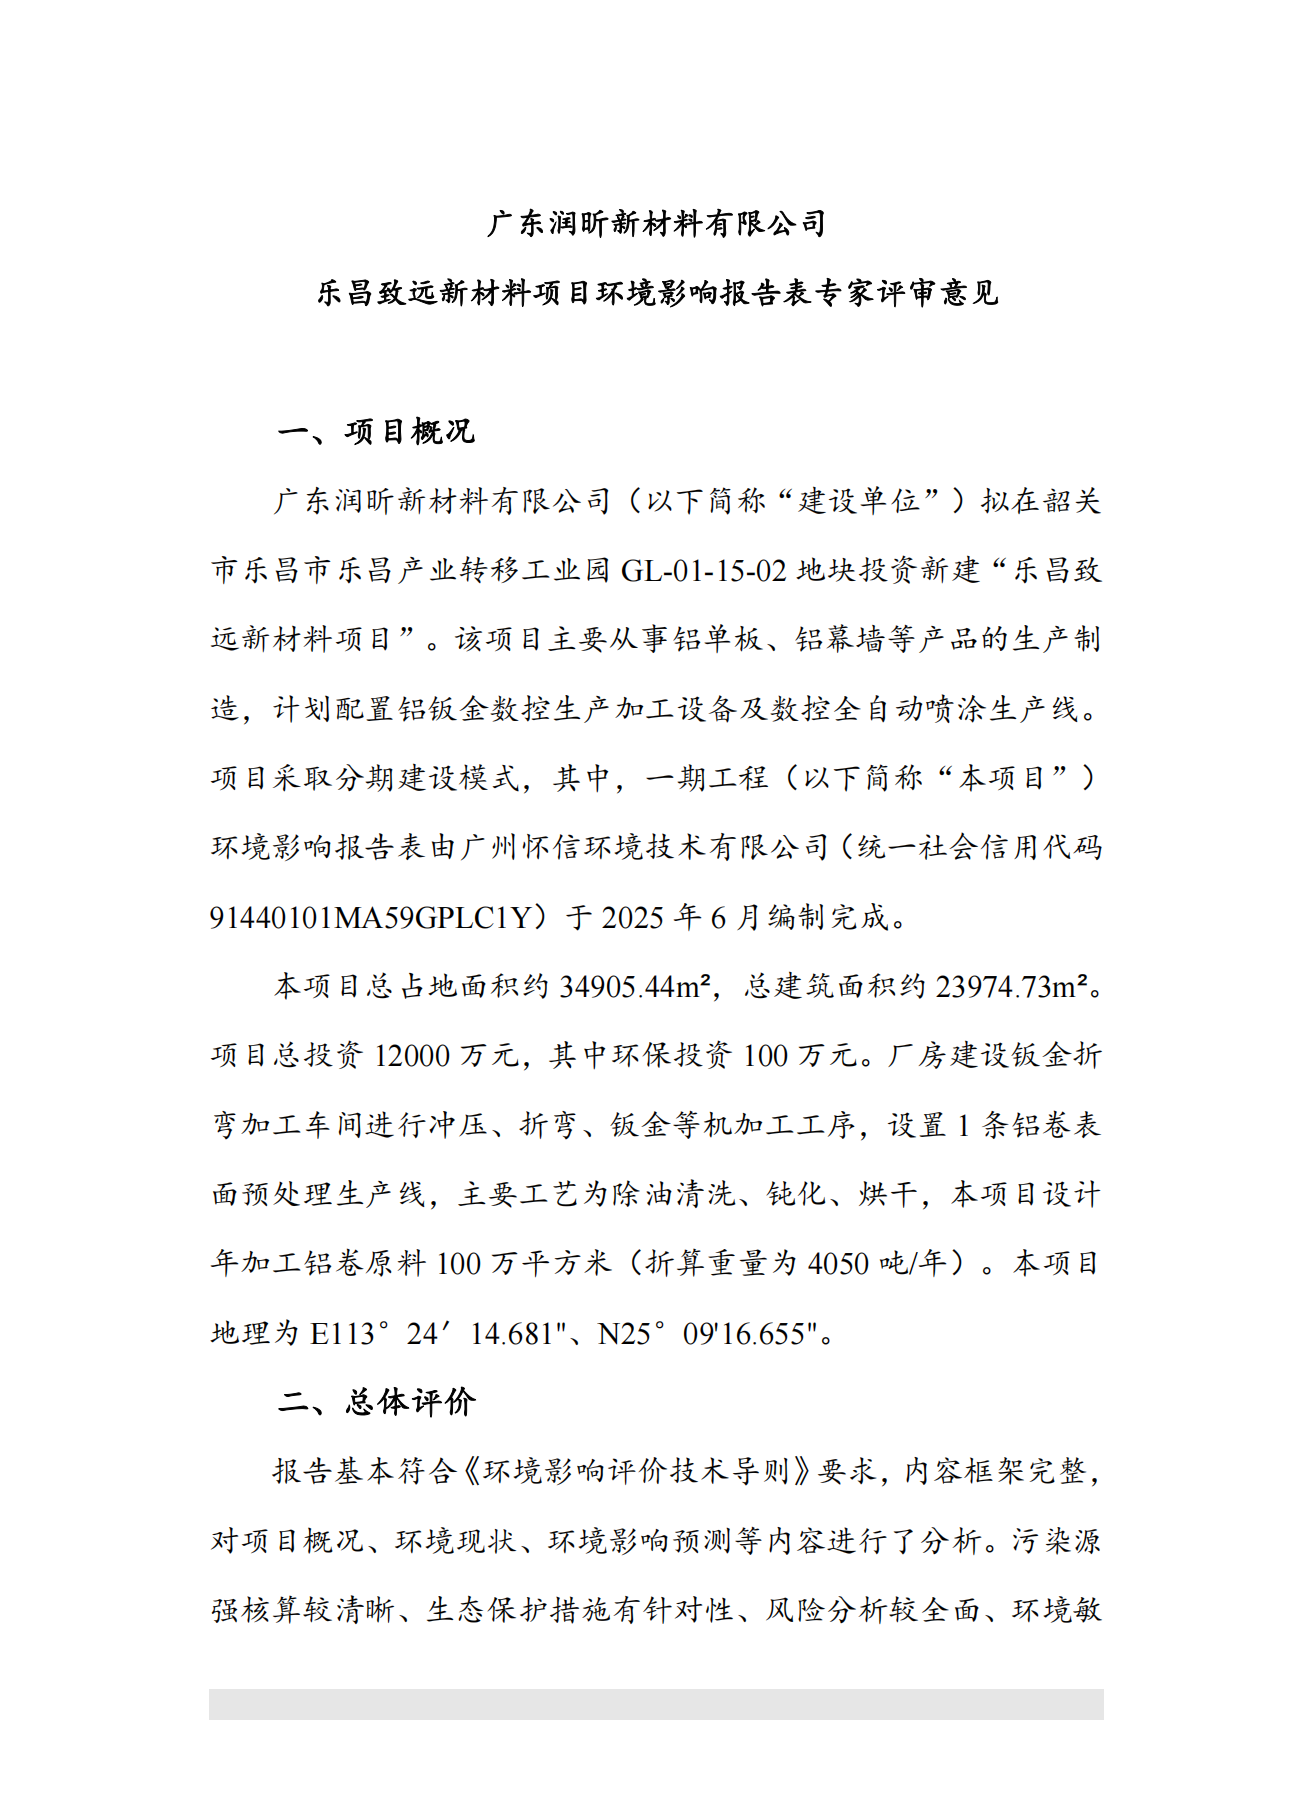 广东润昕新材料有限公司
乐昌致远新材料项目环境影响报告表专家评审意见
一、项目概况
广东润昕新材料有限公司（以下简称“建设单位”）拟在韶关
市乐昌市乐昌产业转移工业园 GL-01-15-02 地块投资新建“乐昌致
远新材料项目”。该项目主要从事铝单板、铝幕墙等产品的生产制
造，计划配置铝钣金数控生产加工设备及数控全自动喷涂生产线。
项目采取分期建设模式，其中，一期工程（以下简称“本项目”）
环境影响报告表由广州怀信环境技术有限公司（统一社会信用代码
91440101MA59GPLC1Y）于 2025 年 6 月编制完成。
本项目总占地面积约 34905.44m²，总建筑面积约 23974.73m²。
项目总投资 12000 万元，其中环保投资 100 万元。厂房建设钣金折
弯加工车间进行冲压、折弯、钣金等机加工工序，设置 1 条铝卷表
面预处理生产线，主要工艺为除油清洗、钝化、烘干，本项目设计
年加工铝卷原料 100 万平方米（折算重量为 4050 吨/年）。本项目
地理为 E113°24′14.681"、N25°09'16.655"。
二、总体评价
报告基本符合《环境影响评价技术导则》要求，内容框架完整，
对项目概况、环境现状、环境影响预测等内容进行了分析。污染源
强核算较清晰、生态保护措施有针对性、风险分析较全面、环境敏